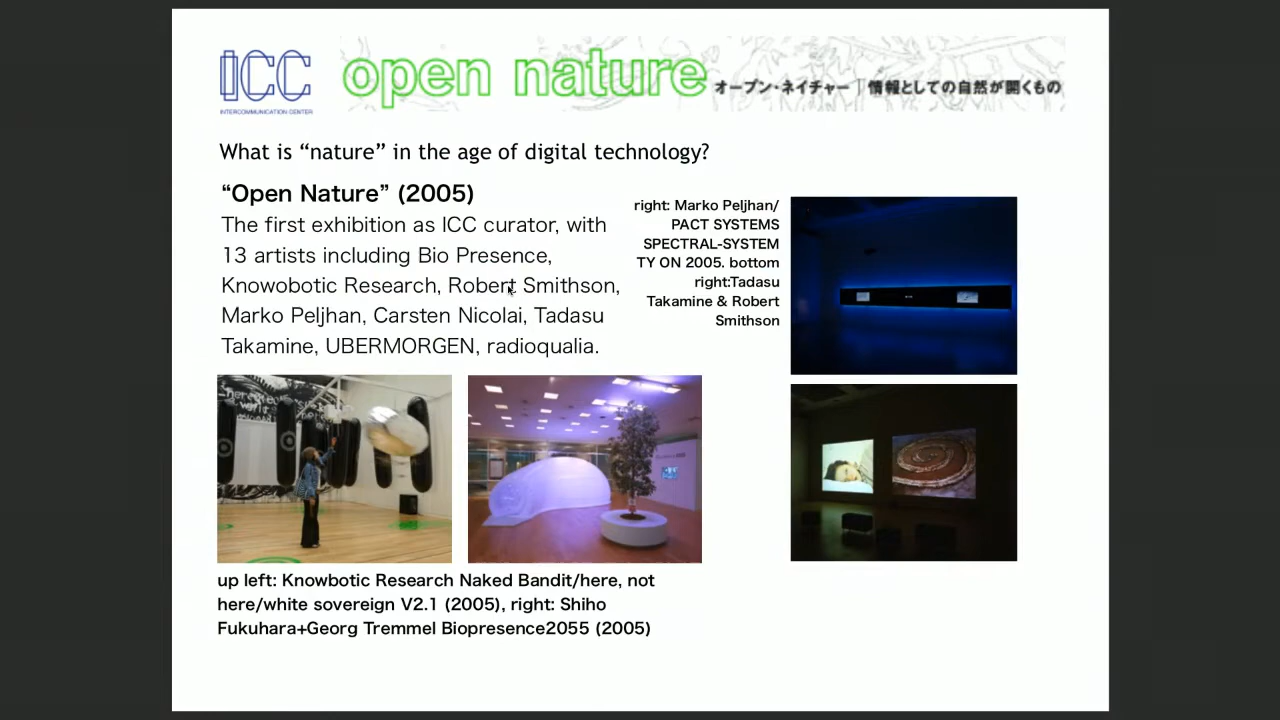 ICC
INTERCOMMUNICATION CENTER
open nature オープン・ネイチャー | 情報としての自然が開くもの
What is “nature” in the age of digital technology?
“Open Nature” (2005)
The first exhibition as ICC curator, with
13 artists including Bio Presence,
Knowobotic Research, Robert Smithson,
Marko Peljhan, Carsten Nicolai, Tadasu
Takamine, UBERMORGEN, radioqualia.
right: Marko Peljhan/
PACT SYSTEMS
SPECTRAL-SYSTEM
TY ON 2005. bottom
right:Tadasu
Takamine & Robert
Smithson
up left: Knowbotic Research Naked Bandit/here, not
here/white sovereign V2.1 (2005), right: Shiho
Fukuhara+Georg Tremmel Biopresence2055 (2005)